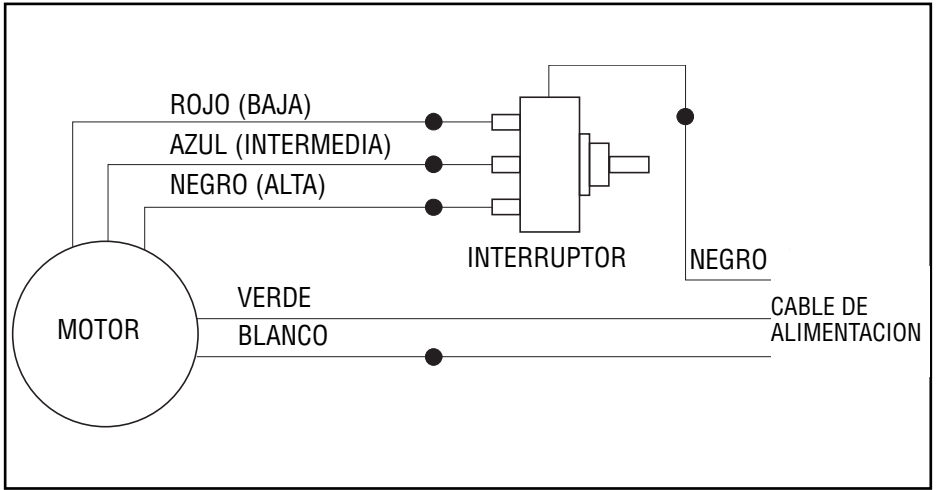 ROJO (BAJA)
AZUL (INTERMEDIA)
NEGRO (ALTA)
INTERRUPTOR
NEGRO
VERDE
CABLE DE
ALIMENTACION
MOTOR
BLANCO